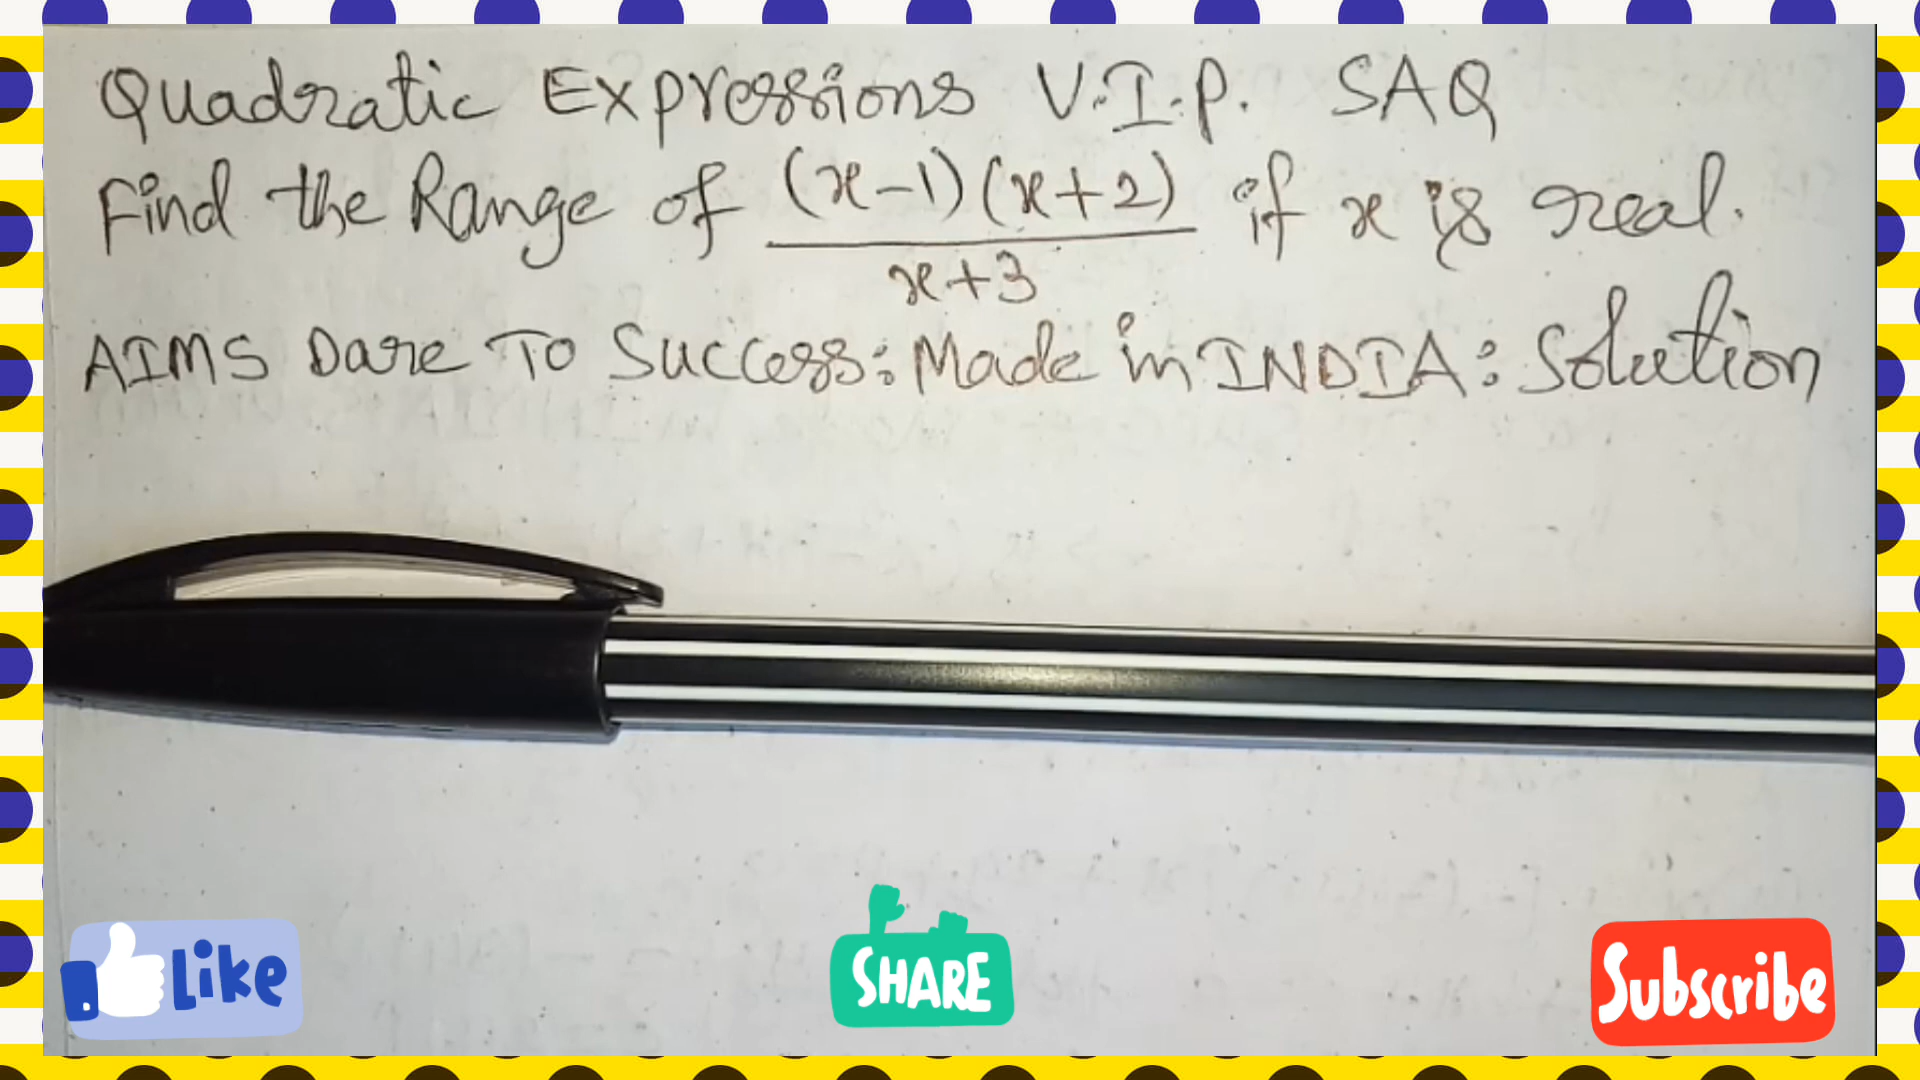 Quadratic Expressions V.I.P. SAQ
Find the Range of (x-1)(x+2) / x+3 if x is real.
AIMS Dare To Success: Made in INDIA: Solution
Like
SHARE
Subscribe